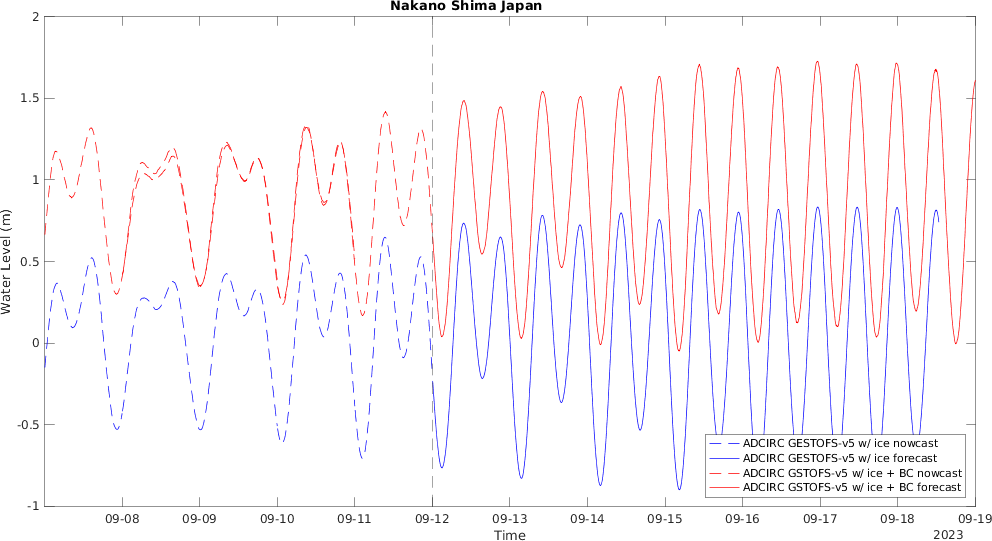 Nakano Shima Japan
2
1.5
1
0.5
0
-0.5
-1
Water Level (m)
09-08
09-09
09-10
09-11
09-12
09-13
09-14
09-15
09-16
09-17
09-18
09-19
Time
2023
ADCIRC GESTOFS-v5 w/ ice nowcast
ADCIRC GESTOFS-v5 w/ ice forecast
ADCIRC GSTOFS-v5 w/ ice + BC nowcast
ADCIRC GSTOFS-v5 w/ ice + BC forecast